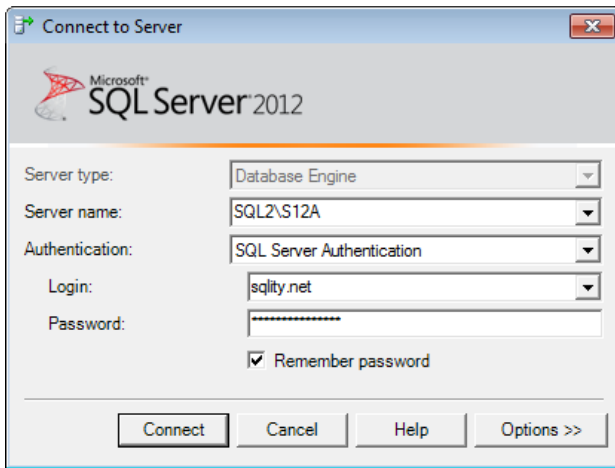 Connect to Server
Microsoft®
SQL Server® 2012
Server type: Database Engine
Server name: SQL2\S12A
Authentication: SQL Server Authentication
Login: sqlity.net
Password: ***************
Remember password
Connect Cancel Help Options >>